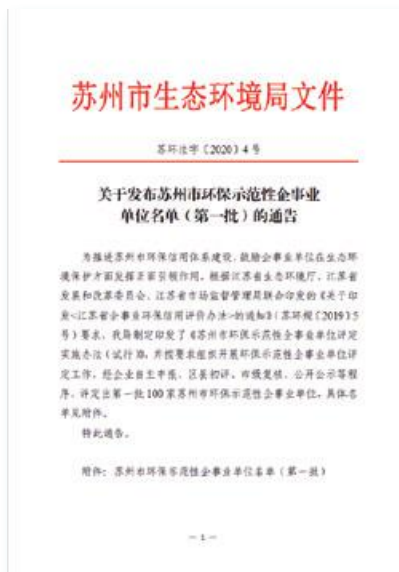 苏州市生态环境局文件
苏环法字〔2020〕4号
关于发布苏州市环保示范性企事业
单位名单（第一批）的通告
为推进苏州市环保信用体系建设，鼓励企事业单位在生态环
境保护方面发挥正面引领作用，根据江苏省生态环境厅、江苏省
发展和改革委员会、江苏省市场监督管理局联合印发的《关于印
发<江苏省企业环保信用评价办法>的通知》（苏环规〔2019〕5
号）要求，我局制定印发了《苏州市环保示范性企事业单位评定
实施办法（试行）》，并按要求组织开展环保示范性企事业单位评
定工作。经企业自主申报、区县初评、市级复核、公开公示等程
序，评定出第一批100家苏州市环保示范性企事业单位。具体名
单见附件。
特此通告。
附件：苏州市环保示范性企事业单位名单（第一批）
— 1 —